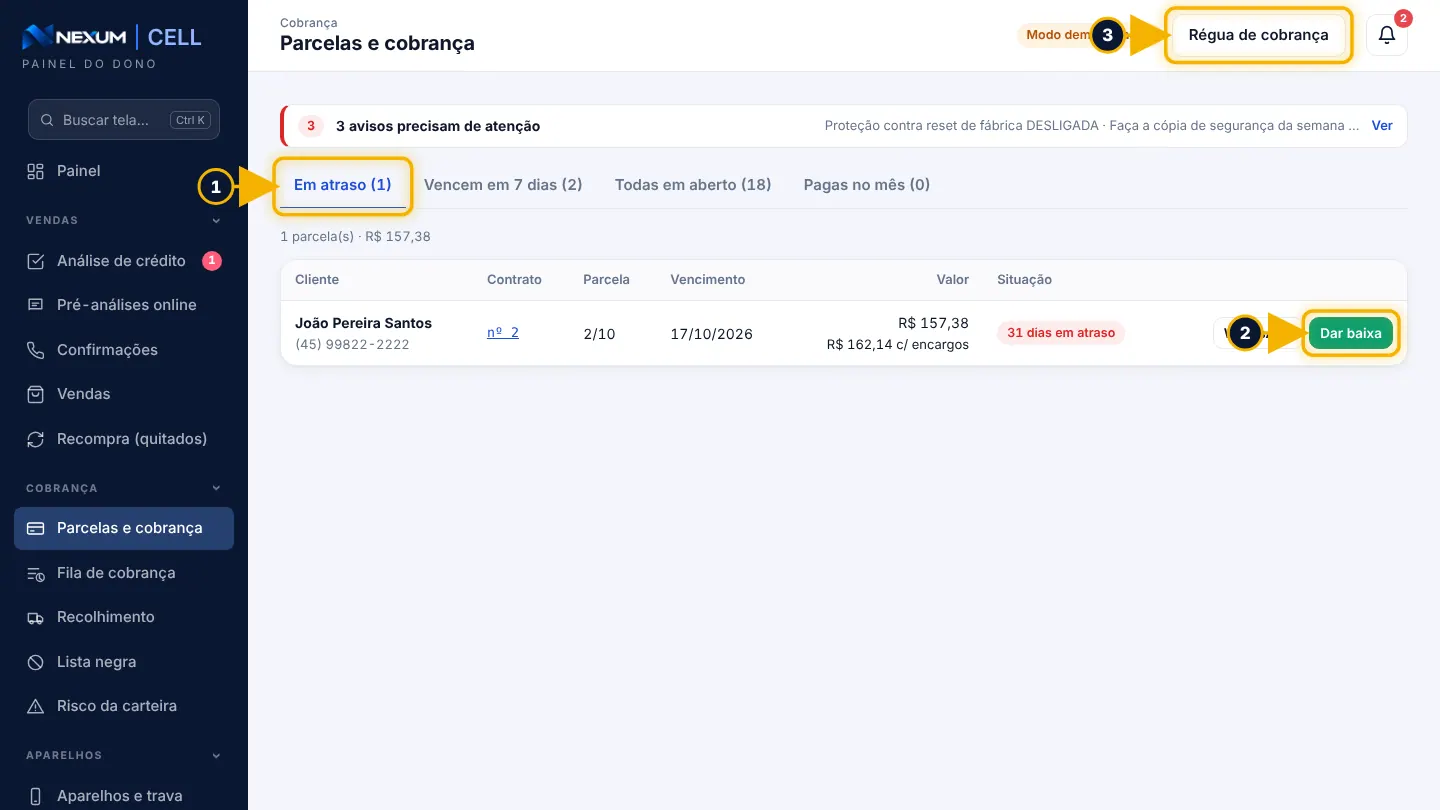 NEXUM | CELL
PAINEL DO DONO
Buscar tela... Ctrl K
Painel
VENDAS
Análise de crédito 1
Pré-análises online
Confirmações
Vendas
Recompra (quitados)
COBRANÇA
Parcelas e cobrança
Fila de cobrança
Recolhimento
Lista negra
Risco da carteira
APARELHOS
Aparelhos e trava
Cobrança
Parcelas e cobrança
Modo dem
3
Régua de cobrança
2
3 3 avisos precisam de atenção
Proteção contra reset de fábrica DESLIGADA · Faça a cópia de segurança da semana ... Ver
1
Em atraso (1) Vencem em 7 dias (2) Todas em aberto (18) Pagas no mês (0)
1 parcela(s) · R$ 157,38
Cliente Contrato Parcela Vencimento Valor Situação
João Pereira Santos
(45) 99822-2222
nº 2
2/10
17/10/2026
R$ 157,38
R$ 162,14 c/ encargos
31 dias em atraso
2
Dar baixa